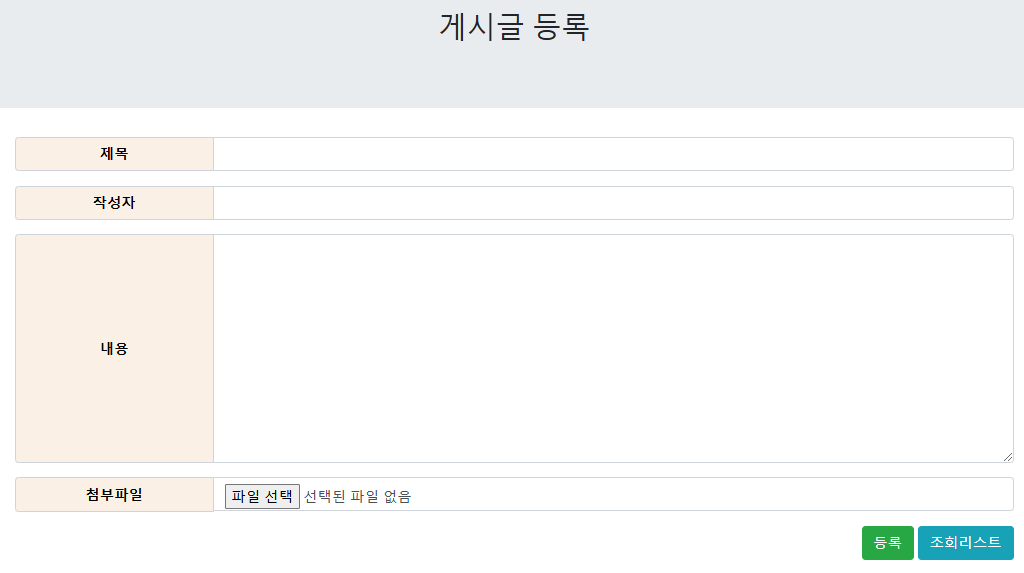 게시글 등록
제목
작성자
내용
첨부파일 파일 선택 선택된 파일 없음
등록 조회리스트